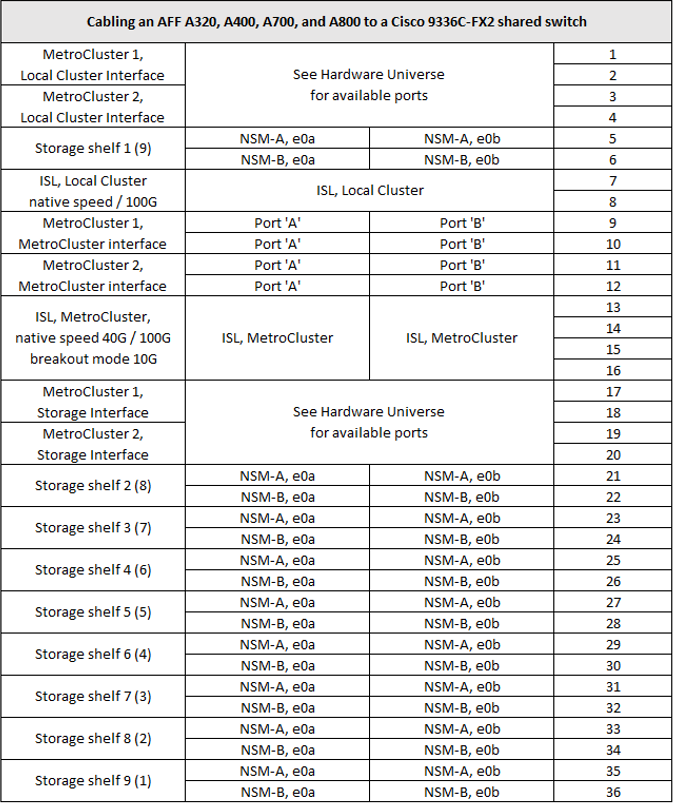 Cabling an AFF A320, A400, A700, and A800 to a Cisco 9336C-FX2 shared switch
MetroCluster 1,
Local Cluster Interface
See Hardware Universe
for available ports
1
2
MetroCluster 2,
Local Cluster Interface
3
4
Storage shelf 1 (9)
NSM-A, e0a NSM-A, e0b 5
NSM-B, e0a NSM-B, e0b 6
ISL, Local Cluster
native speed / 100G
ISL, Local Cluster
7
8
MetroCluster 1,
MetroCluster interface
Port 'A' Port 'B' 9
Port 'A' Port 'B' 10
MetroCluster 2,
MetroCluster interface
Port 'A' Port 'B' 11
Port 'A' Port 'B' 12
ISL, MetroCluster,
native speed 40G / 100G
breakout mode 10G
ISL, MetroCluster ISL, MetroCluster
13
14
15
16
MetroCluster 1,
Storage Interface
See Hardware Universe
for available ports
17
18
MetroCluster 2,
Storage Interface
19
20
Storage shelf 2 (8)
NSM-A, e0a NSM-A, e0b 21
NSM-B, e0a NSM-B, e0b 22
Storage shelf 3 (7)
NSM-A, e0a NSM-A, e0b 23
NSM-B, e0a NSM-B, e0b 24
Storage shelf 4 (6)
NSM-A, e0a NSM-A, e0b 25
NSM-B, e0a NSM-B, e0b 26
Storage shelf 5 (5)
NSM-A, e0a NSM-A, e0b 27
NSM-B, e0a NSM-B, e0b 28
Storage shelf 6 (4)
NSM-A, e0a NSM-A, e0b 29
NSM-B, e0a NSM-B, e0b 30
Storage shelf 7 (3)
NSM-A, e0a NSM-A, e0b 31
NSM-B, e0a NSM-B, e0b 32
Storage shelf 8 (2)
NSM-A, e0a NSM-A, e0b 33
NSM-B, e0a NSM-B, e0b 34
Storage shelf 9 (1)
NSM-A, e0a NSM-A, e0b 35
NSM-B, e0a NSM-B, e0b 36